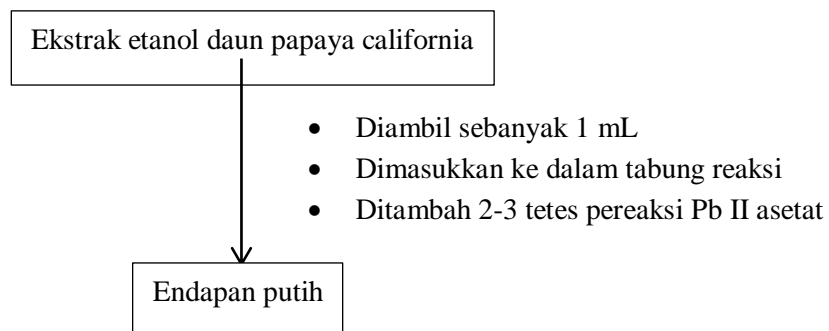 Ekstrak etanol daun papaya california
• Diambil sebanyak 1 mL
• Dimasukkan ke dalam tabung reaksi
• Ditambah 2-3 tetes pereaksi Pb II asetat
Endapan putih